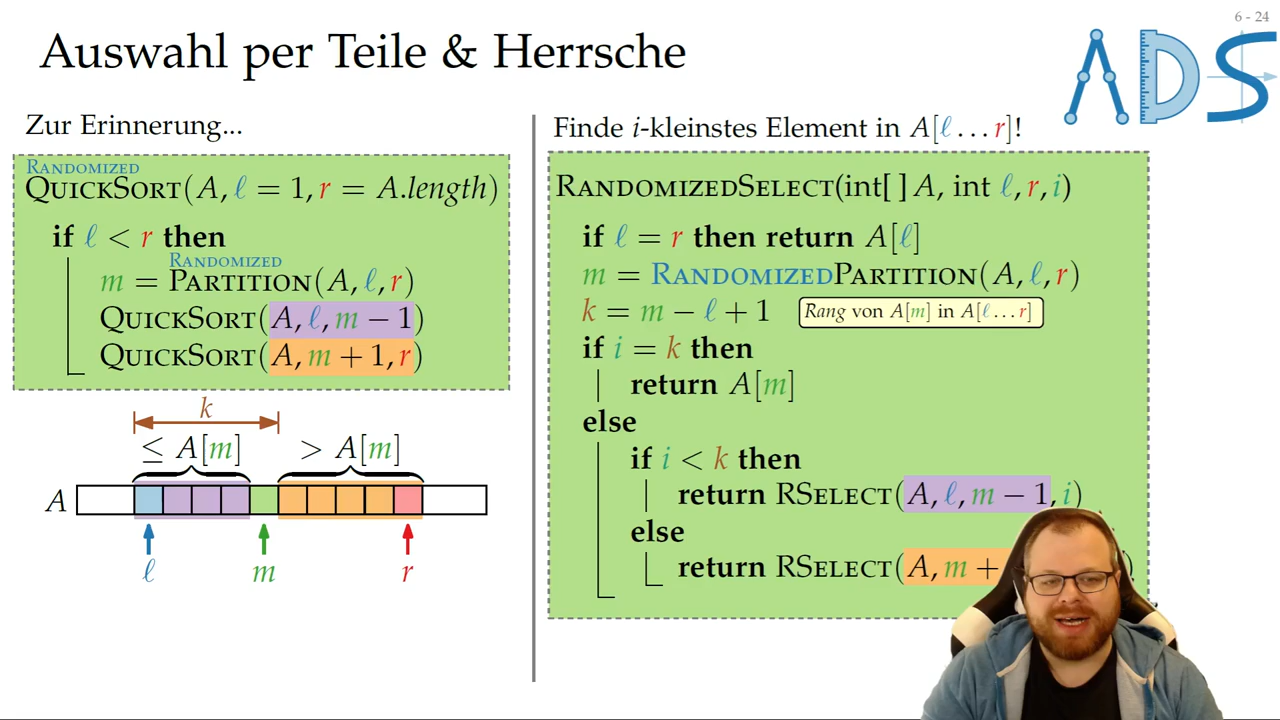 6 - 24
Auswahl per Teile & Herrsche
ADS
Zur Erinnerung...
RANDOMIZED
QUICKSORT(A, ℓ = 1, r = A.length)
if ℓ < r then
RANDOMIZED
m = PARTITION(A, ℓ, r)
QUICKSORT(A, ℓ, m − 1)
QUICKSORT(A, m + 1, r)
k
≤ A[m] > A[m]
A
ℓ m r
Finde i-kleinstes Element in A[ℓ . . . r]!
RANDOMIZEDSELECT(int[ ] A, int ℓ, r, i)
if ℓ = r then return A[ℓ]
m = RANDOMIZEDPARTITION(A, ℓ, r)
k = m − ℓ + 1 Rang von A[m] in A[ℓ . . . r]
if i = k then
return A[m]
else
if i < k then
return RSELECT(A, ℓ, m − 1, i)
else
return RSELECT(A, m + )